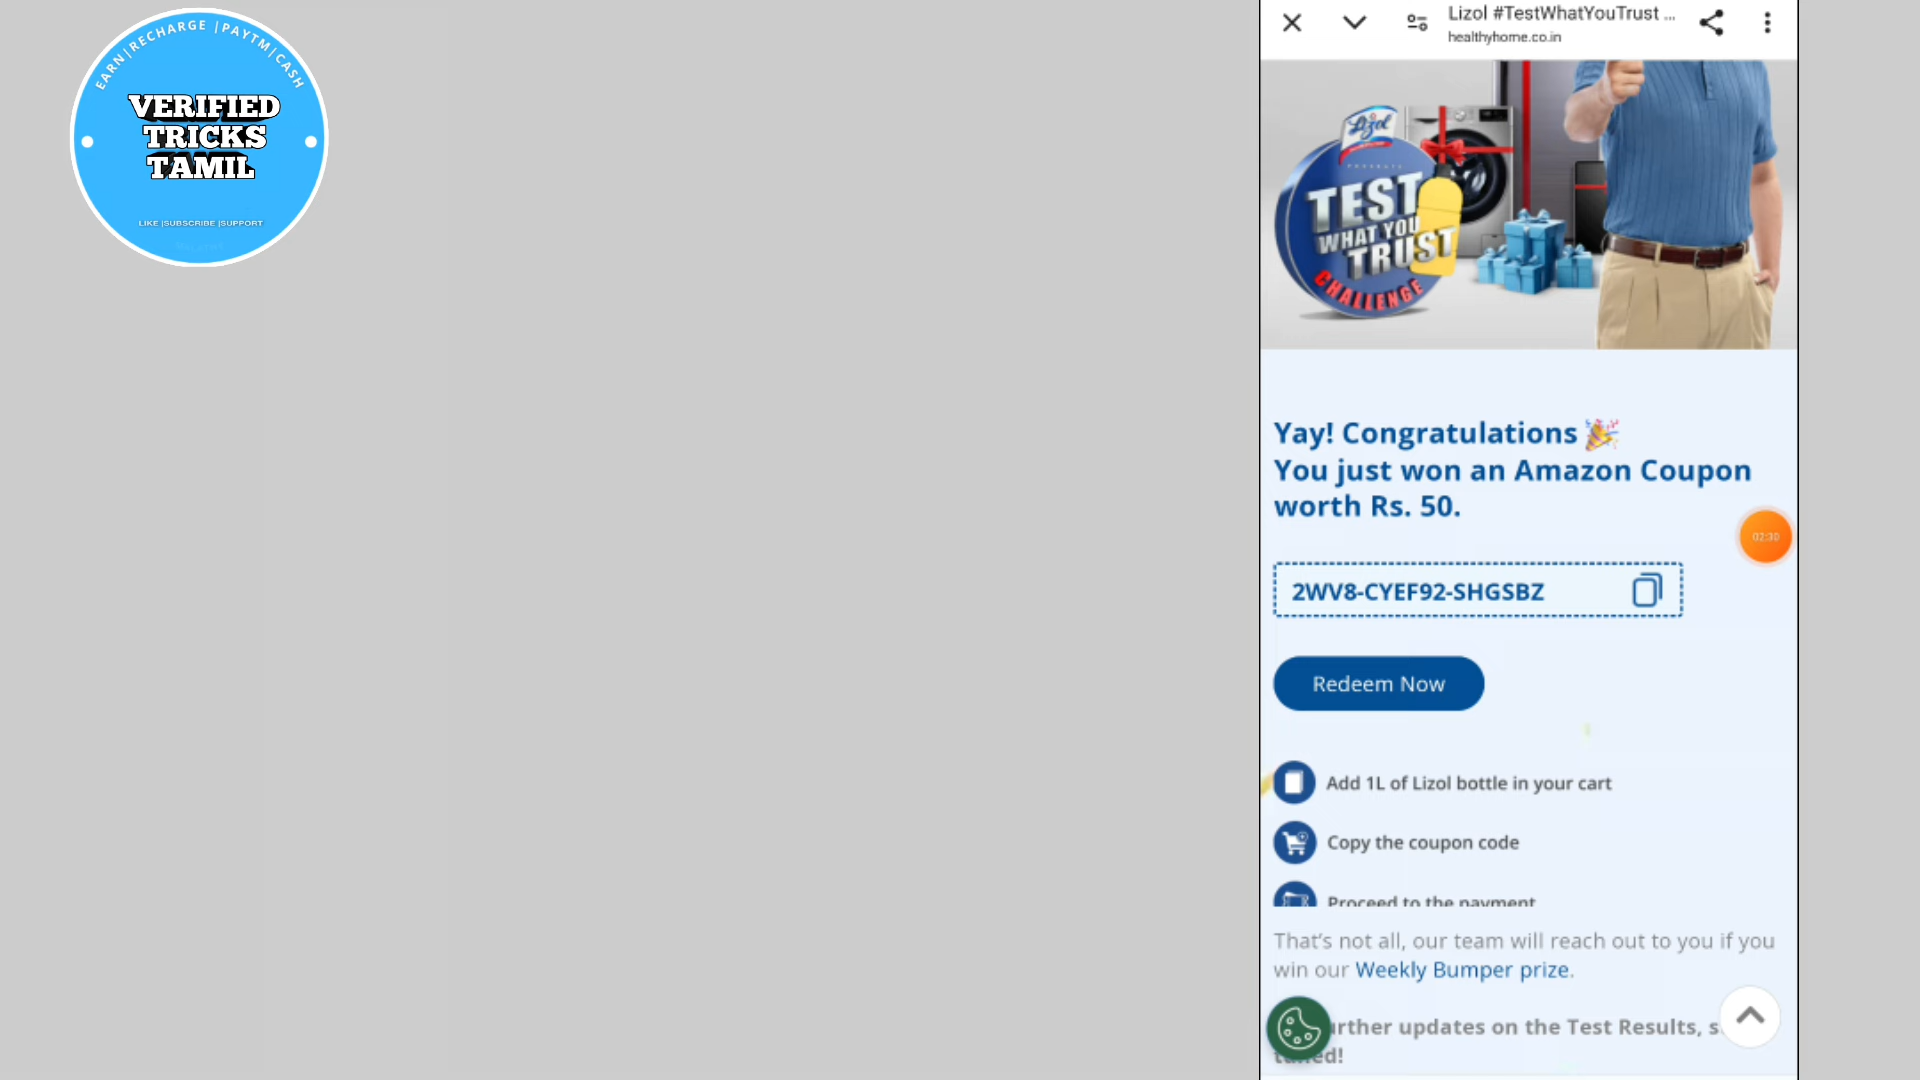 EARN|RECHARGE |PAYTM|CASH
VERIFIED
TRICKS
TAMIL
LIKE |SUBSCRIBE |SUPPORT
Lizol #TestWhatYouTrust ...
healthyhome.co.in
Lizol
PRESENTS
TEST
WHAT YOU
TRUST
CHALLENGE
Yay! Congratulations 🎉
You just won an Amazon Coupon
worth Rs. 50.
02:30
2WV8-CYEF92-SHGSBZ
Redeem Now
Add 1L of Lizol bottle in your cart
Copy the coupon code
Proceed to the payment
That's not all, our team will reach out to you if you
win our Weekly Bumper prize.
further updates on the Test Results, s
tuned!